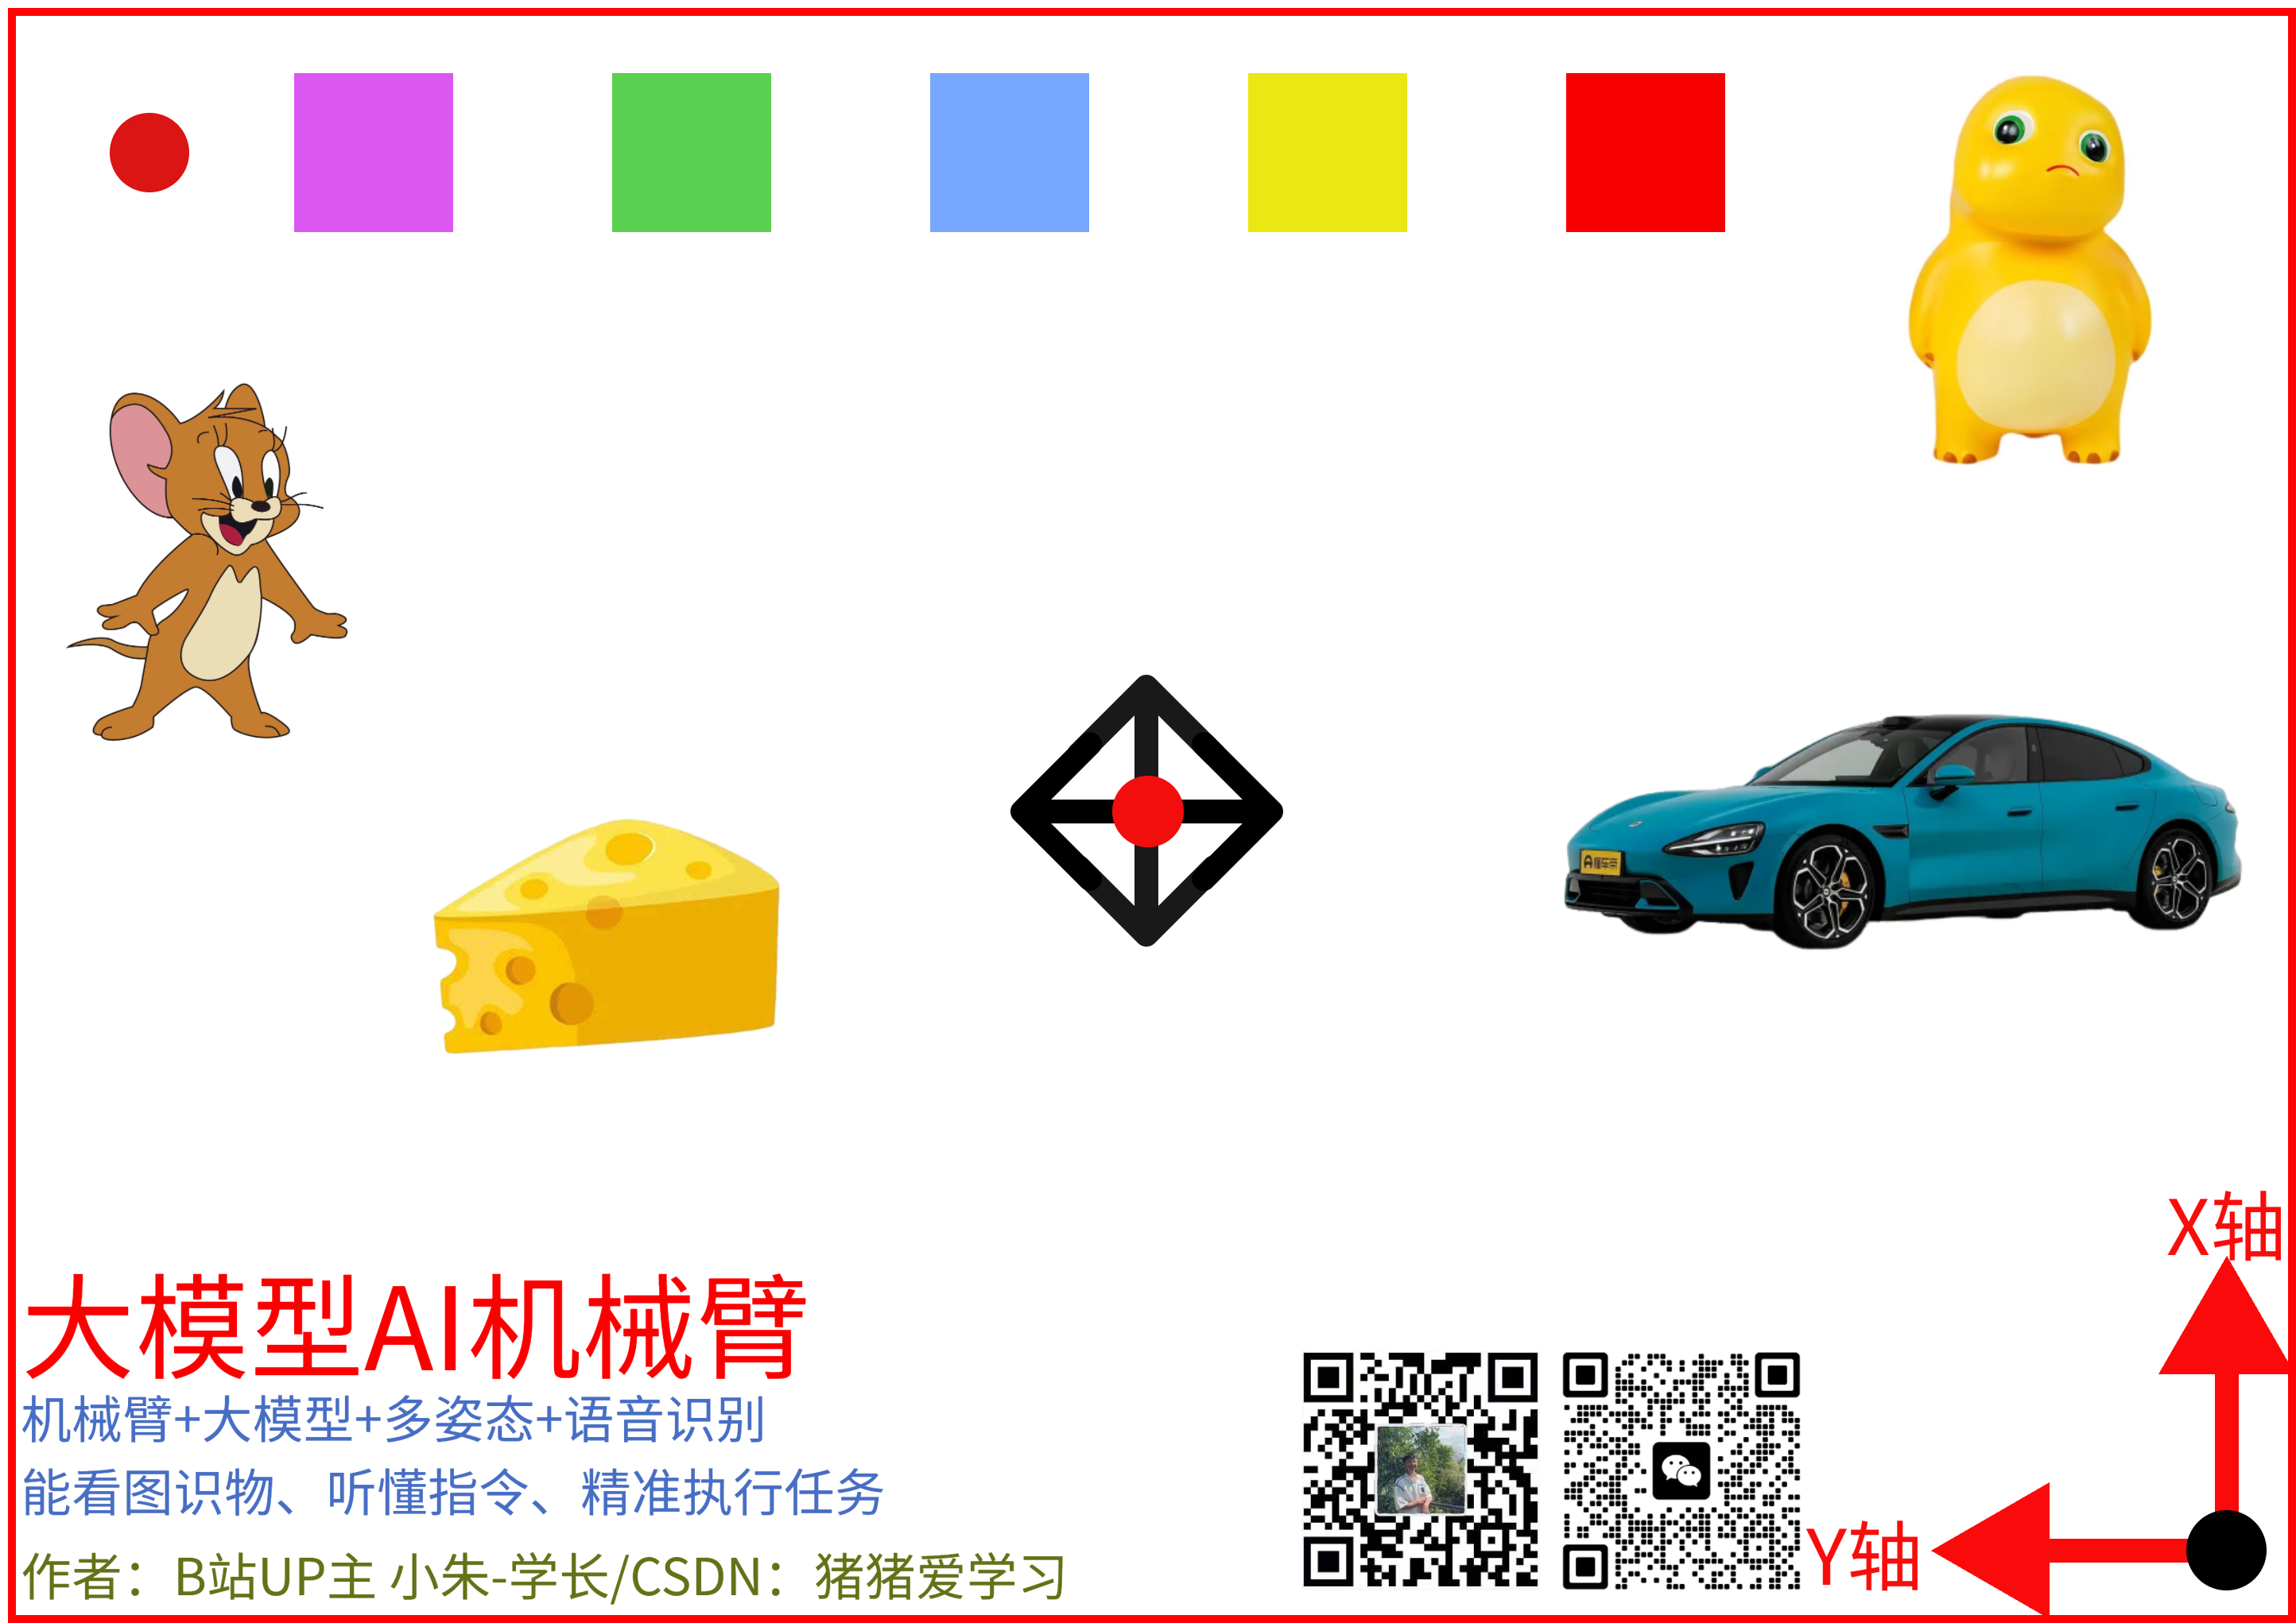 X轴
大模型AI机械臂
机械臂+大模型+多姿态+语音识别
能看图识物、听懂指令、精准执行任务
Y轴
作者：B站UP主 小朱-学长/CSDN：猪猪爱学习
懂车帝